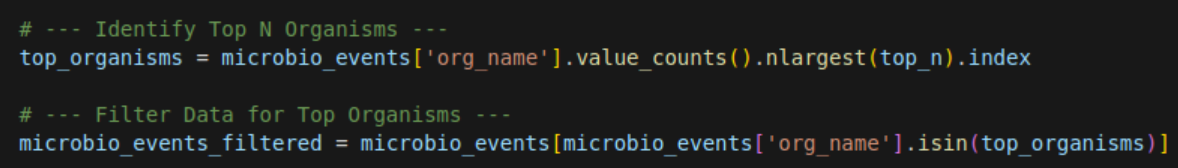 # --- Identify Top N Organisms ---
top_organisms = microbio_events['org_name'].value_counts().nlargest(top_n).index
# --- Filter Data for Top Organisms ---
microbio_events_filtered = microbio_events[microbio_events['org_name'].isin(top_organisms)]